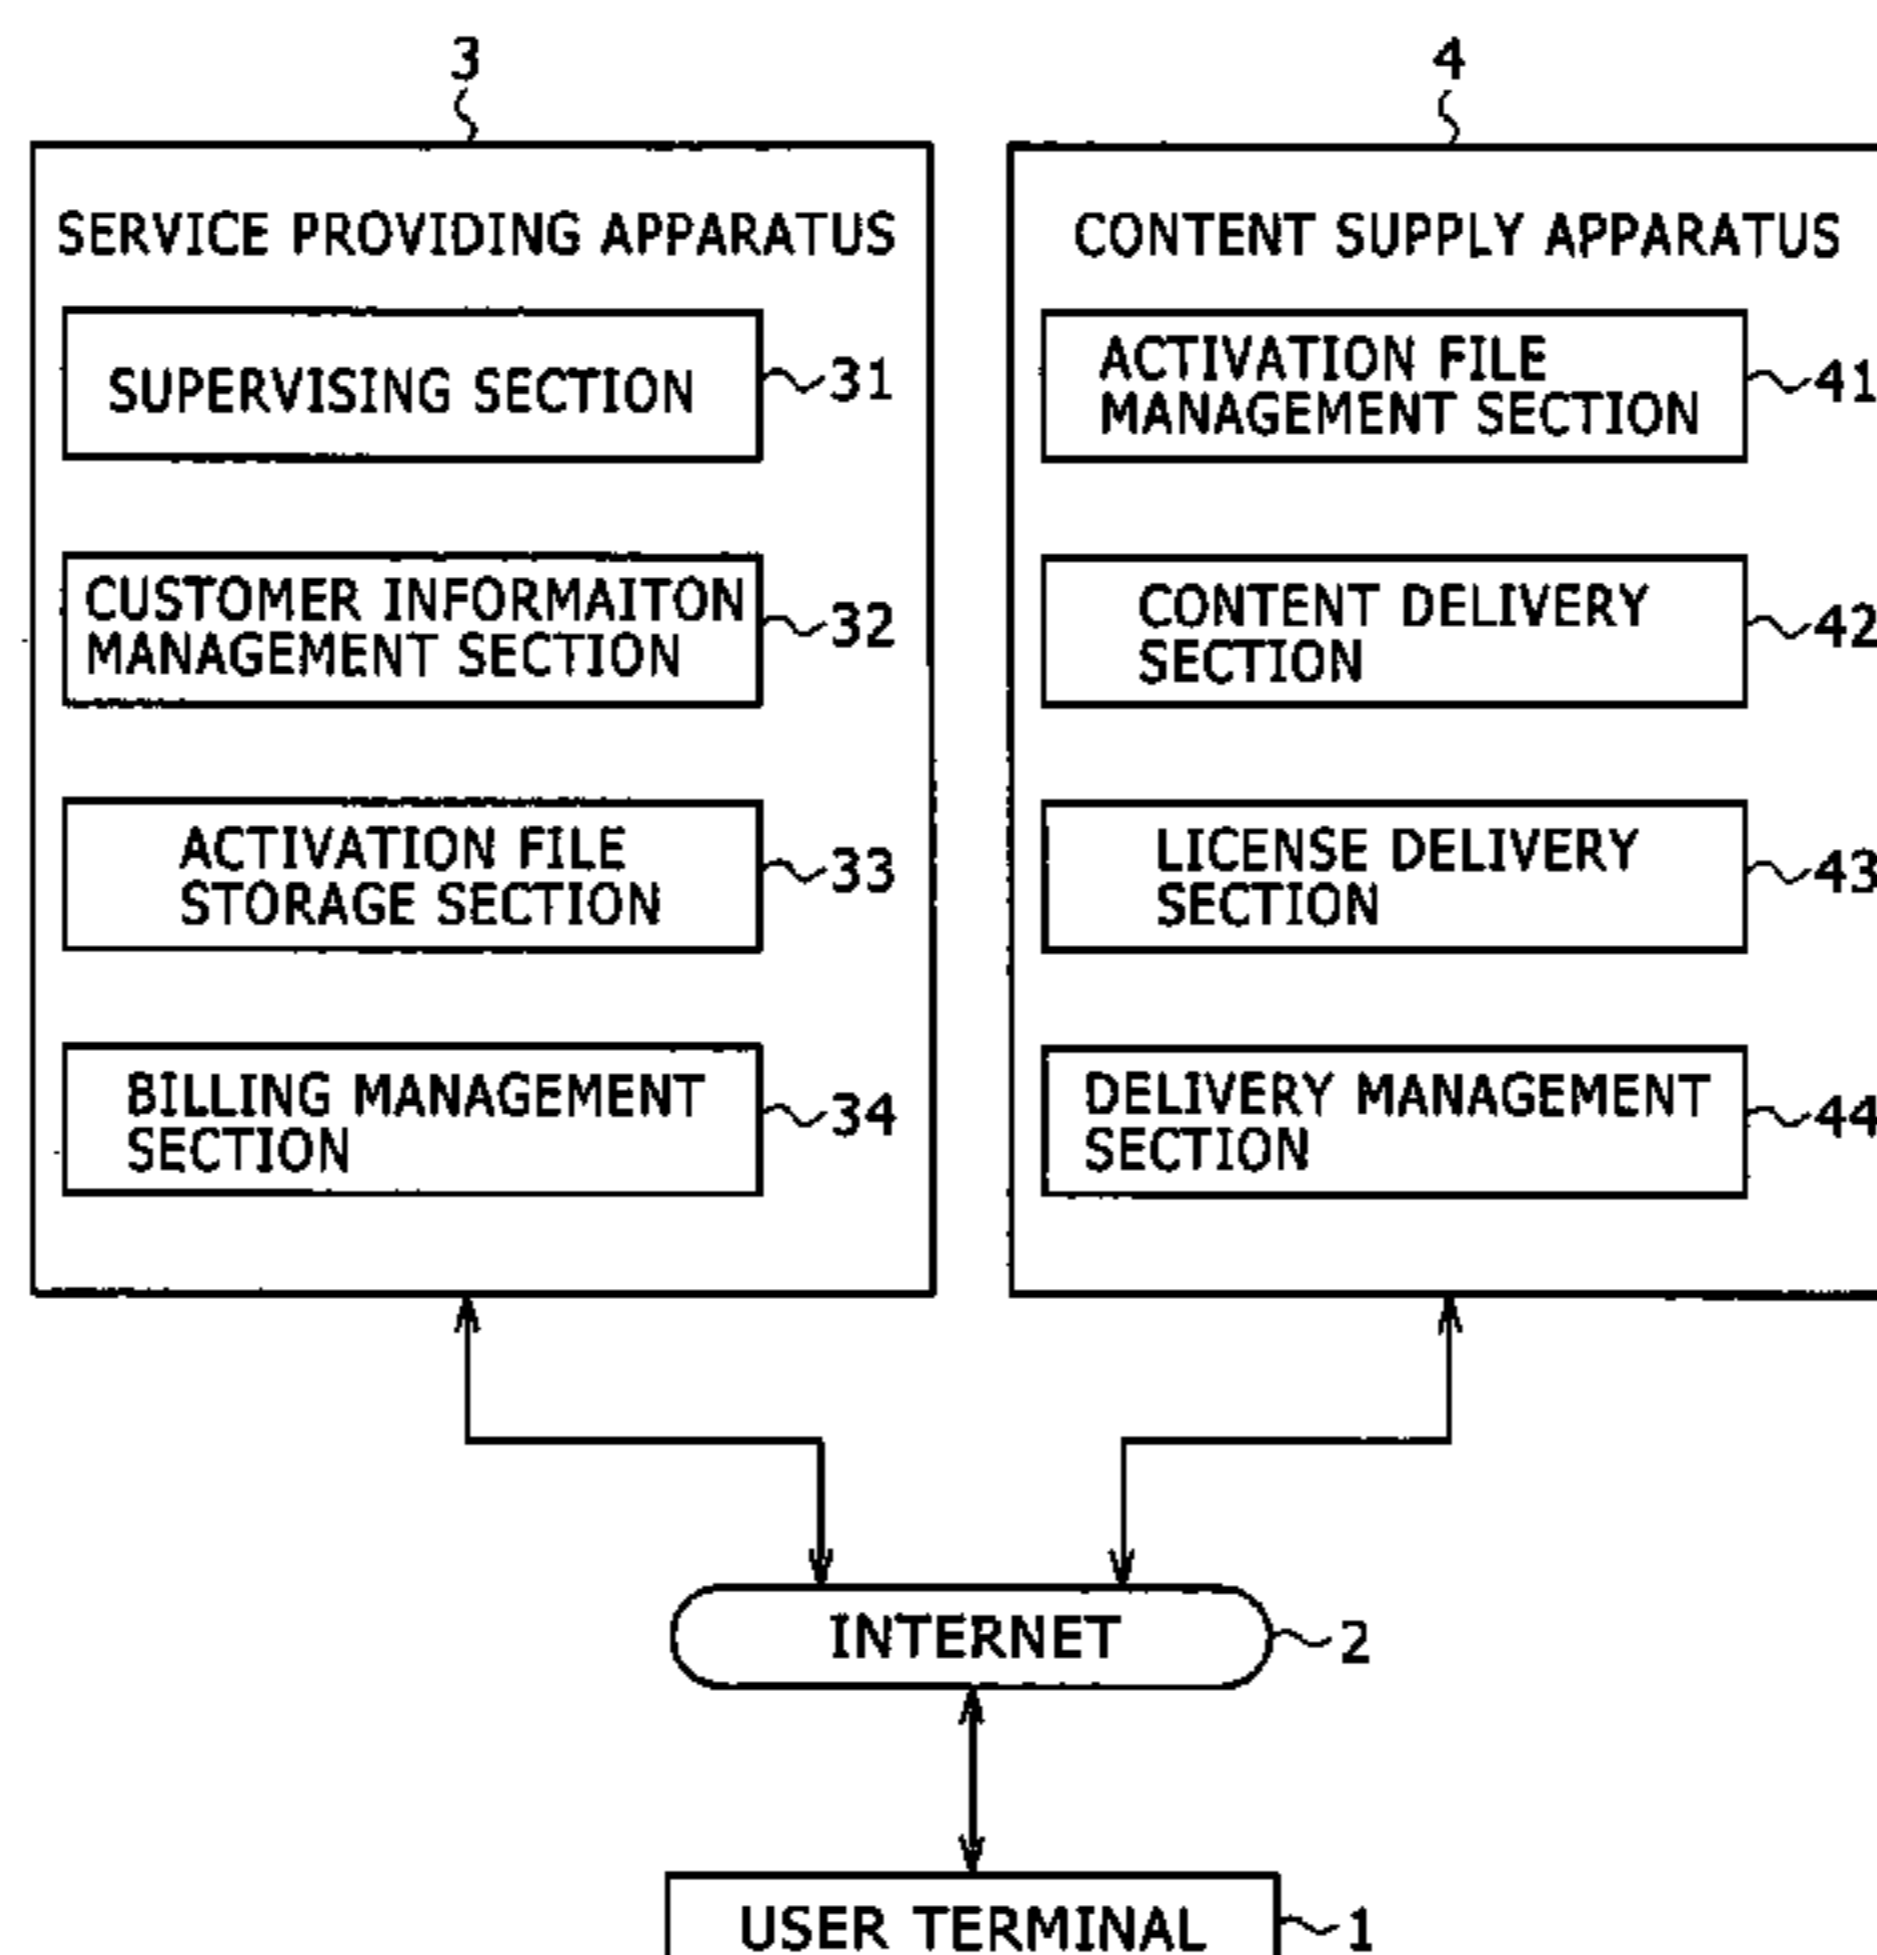 3
SERVICE PROVIDING APPARATUS
SUPERVISING SECTION
31
CUSTOMER INFORMAITON
MANAGEMENT SECTION
32
ACTIVATION FILE
STORAGE SECTION
33
BILLING MANAGEMENT
SECTION
34
4
CONTENT SUPPLY APPARATUS
ACTIVATION FILE
MANAGEMENT SECTION
41
CONTENT DELIVERY
SECTION
42
LICENSE DELIVERY
SECTION
43
DELIVERY MANAGEMENT
SECTION
44
INTERNET
2
USER TERMINAL
1